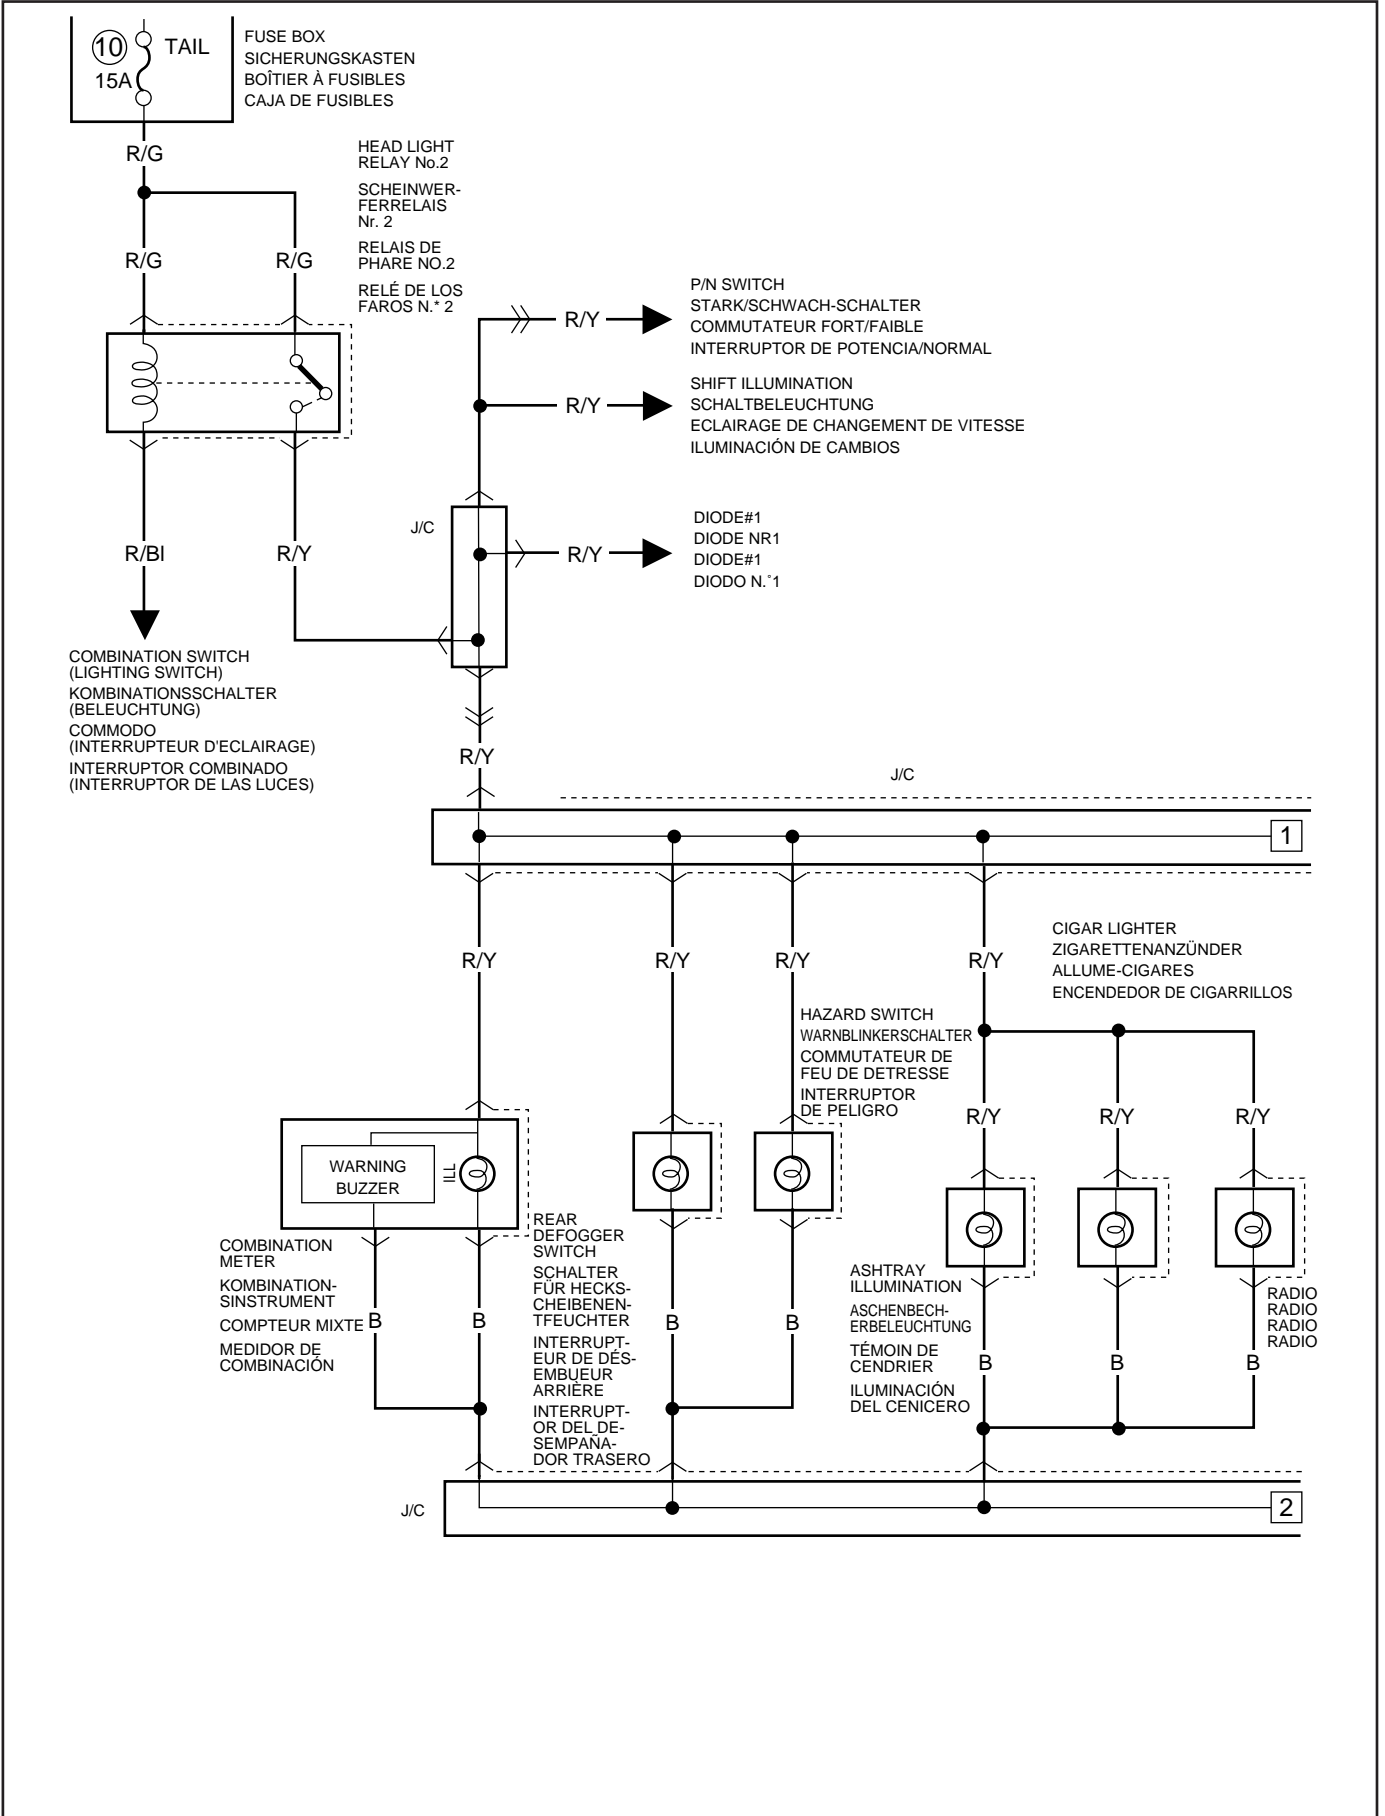 10
TAIL
15A
FUSE BOX
SICHERUNGSKASTEN
BOÎTIER À FUSIBLES
CAJA DE FUSIBLES
R/G
HEAD LIGHT
RELAY No.2
SCHEINWER-
FERRELAIS
Nr. 2
RELAIS DE
PHARE NO.2
RELÉ DE LOS
FAROS N.* 2
R/G
R/G
R/Y
P/N SWITCH
STARK/SCHWACH-SCHALTER
COMMUTATEUR FORT/FAIBLE
INTERRUPTOR DE POTENCIA/NORMAL
R/Y
SHIFT ILLUMINATION
SCHALTBELEUCHTUNG
ECLAIRAGE DE CHANGEMENT DE VITESSE
ILUMINACIÓN DE CAMBIOS
J/C
R/Y
DIODE#1
DIODE NR1
DIODE#1
DIODO N.°1
R/Bl
R/Y
COMBINATION SWITCH
(LIGHTING SWITCH)
KOMBINATIONSSCHALTER
(BELEUCHTUNG)
COMMODO
(INTERRUPTEUR D'ECLAIRAGE)
INTERRUPTOR COMBINADO
(INTERRUPTOR DE LAS LUCES)
R/Y
J/C
1
R/Y
R/Y
R/Y
R/Y
CIGAR LIGHTER
ZIGARETTENANZÜNDER
ALLUME-CIGARES
ENCENDEDOR DE CIGARRILLOS
HAZARD SWITCH
WARNBLINKERSCHALTER
COMMUTATEUR DE
FEU DE DETRESSE
INTERRUPTOR
DE PELIGRO
R/Y
R/Y
R/Y
WARNING
BUZZER
ILL
COMBINATION
METER
KOMBINATION-
SINSTRUMENT
COMPTEUR MIXTE
MEDIDOR DE
COMBINACIÓN
B
B
REAR
DEFOGGER
SWITCH
SCHALTER
FÜR HECKS-
CHEIBENEN-
TFEUCHTER
INTERRUPT-
EUR DE DÉS-
EMBUEUR
ARRIÈRE
INTERRUPT-
OR DEL DE-
SEMPAÑA-
DOR TRASERO
B
B
ASHTRAY
ILLUMINATION
ASCHENBECH-
ERBELEUCHTUNG
TÉMOIN DE
CENDRIER
ILUMINACIÓN
DEL CENICERO
B
B
B
RADIO
RADIO
RADIO
RADIO
J/C
2